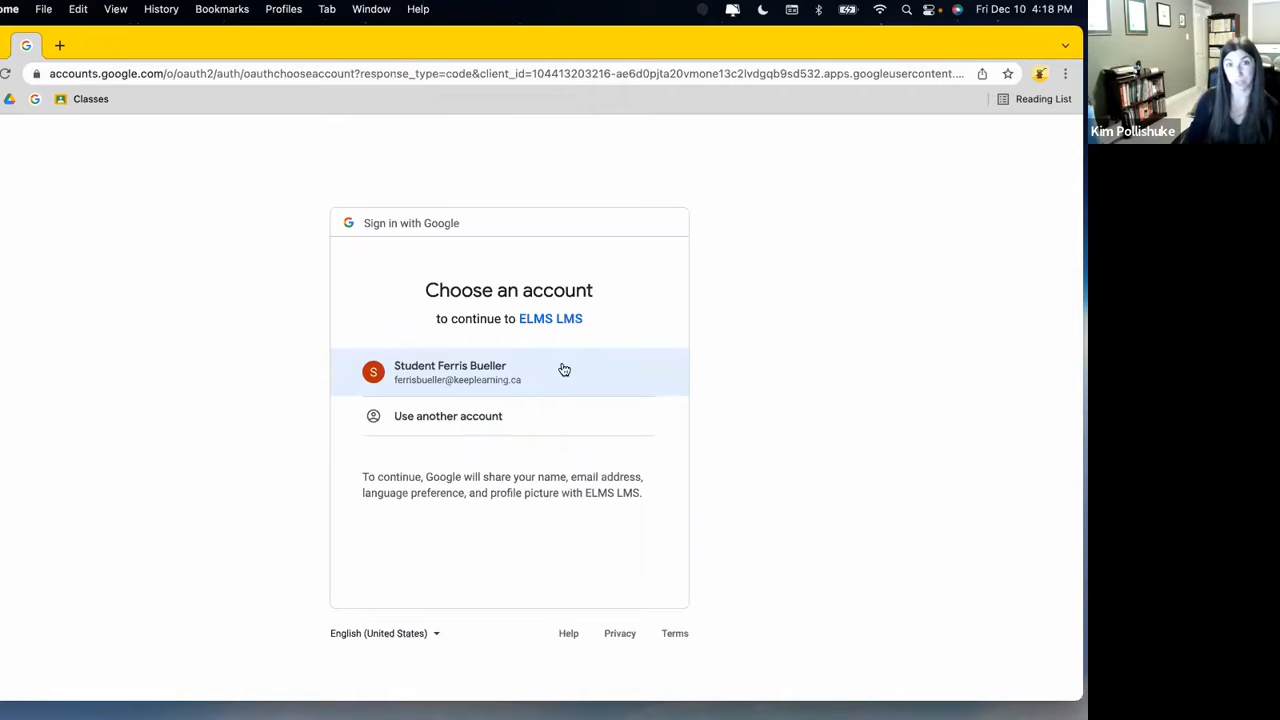 ome File Edit View History Bookmarks Profiles Tab Window Help Fri Dec 10 4:18 PM
accounts.google.com/o/oauth2/auth/oauthchooseaccount?response_type=code&client_id=104413203216-ae6d0pjta20vmone13c2lvdgqb9sd532.apps.googleusercontent....
Classes Reading List
Kim Pollishuke
Sign in with Google
Choose an account
to continue to ELMS LMS
S
Student Ferris Bueller
ferrisbueller@keeplearning.ca
Use another account
To continue, Google will share your name, email address,
language preference, and profile picture with ELMS LMS.
English (United States) Help Privacy Terms